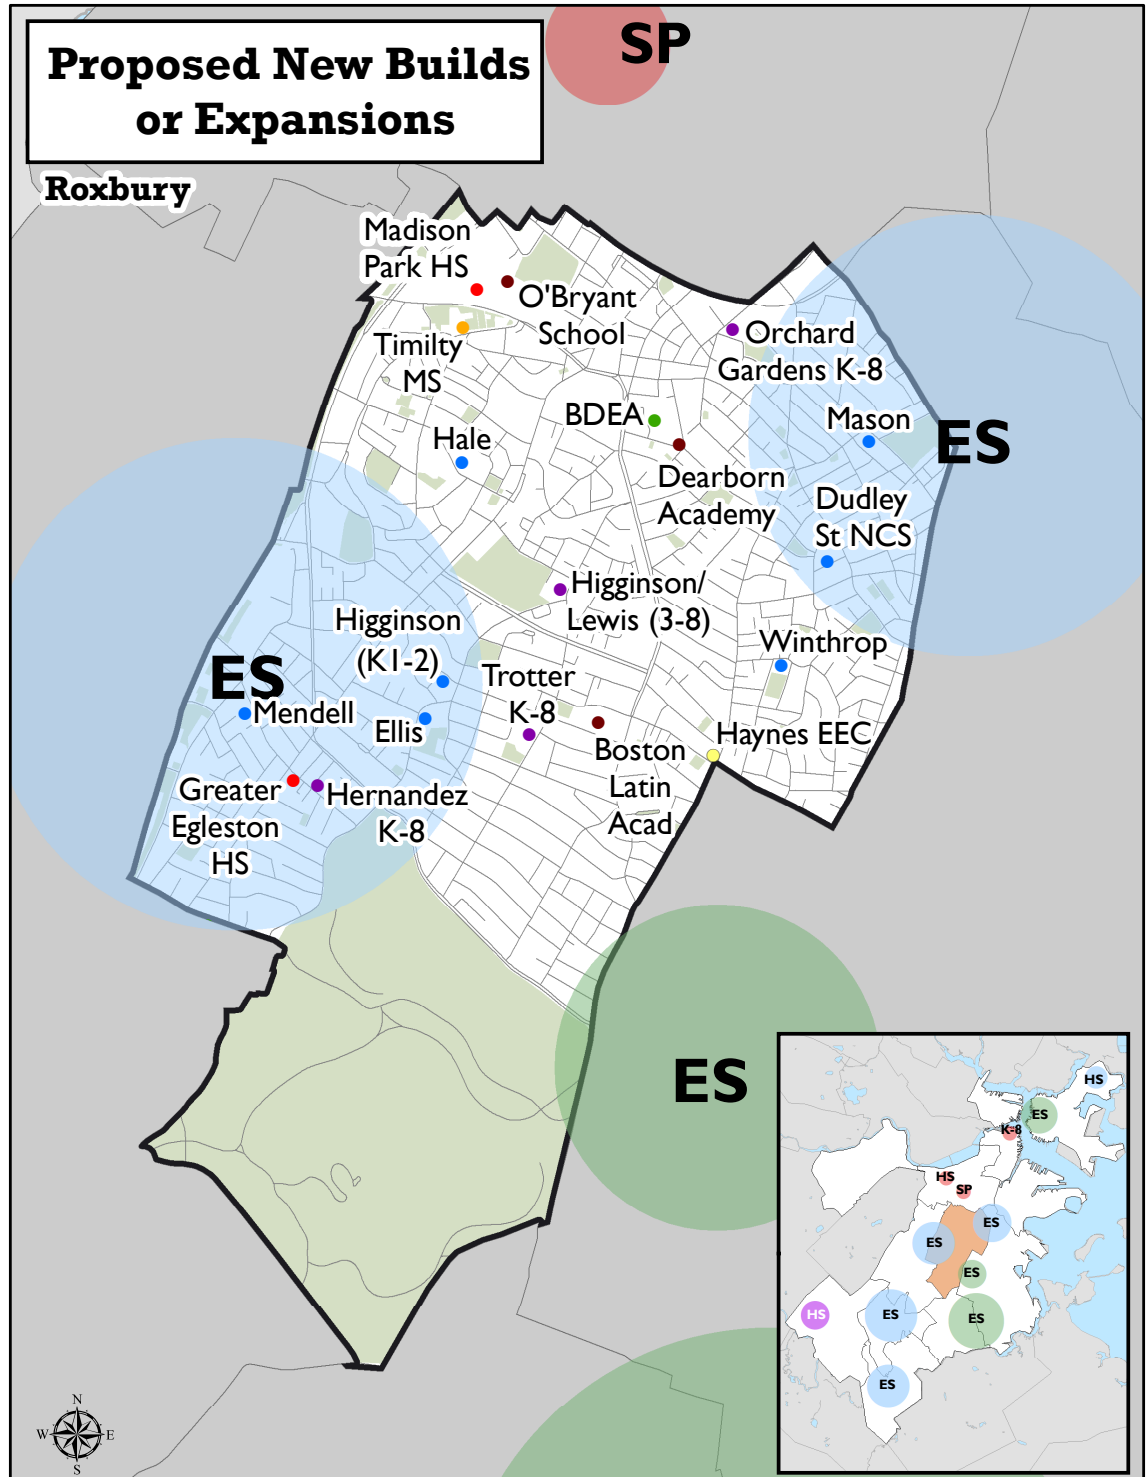 Proposed New Builds
or Expansions
SP
Roxbury
Madison
Park HS
O'Bryant
School
Timilty
MS
Orchard
Gardens K-8
BDEA
Mason
ES
Hale
Dearborn
Academy
Dudley
St NCS
Higginson/
Lewis (3-8)
Higginson
(K1-2)
Winthrop
ES
Trotter
K-8
Mendell
Ellis
Haynes EEC
Boston
Latin
Acad
Greater
Egleston
HS
Hernandez
K-8
ES
HS
ES
K-8
HS
SP
ES
ES
ES
HS
ES
ES
ES
N
W
E
S